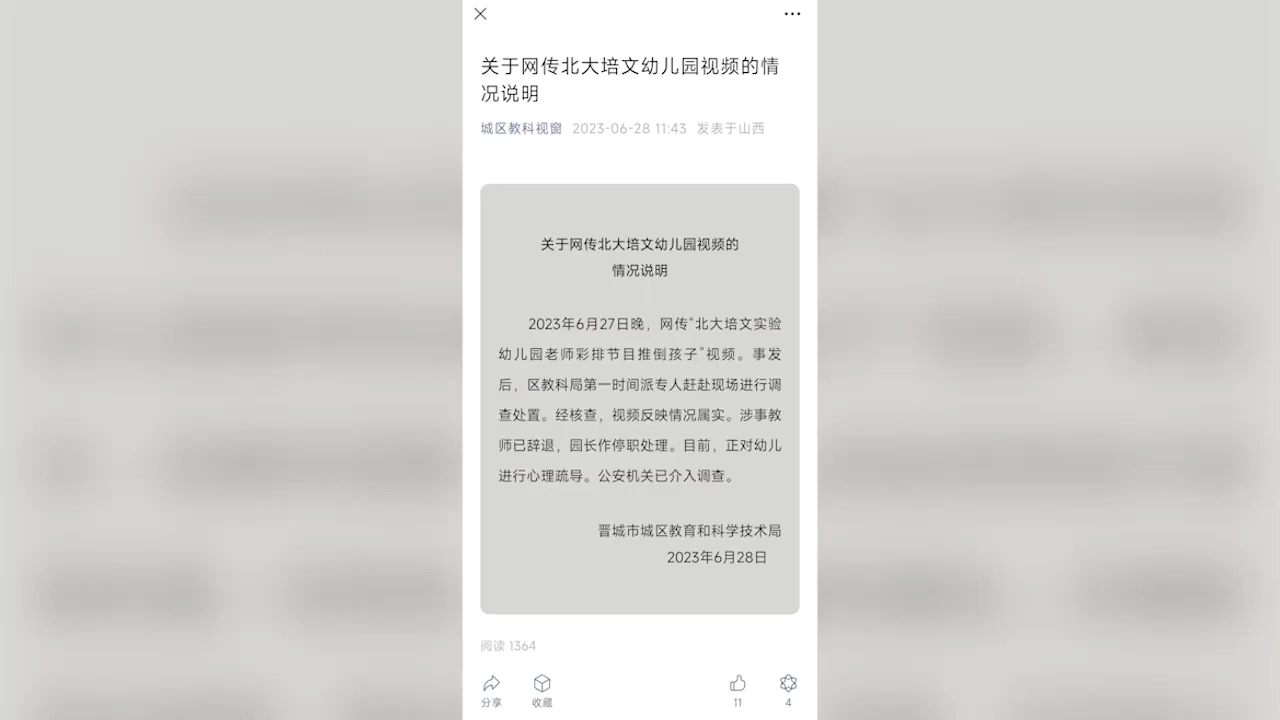 关于网传北大培文幼儿园视频的情
况说明
城区教科视窗 2023-06-28 11:43 发表于山西
关于网传北大培文幼儿园视频的
情况说明
2023年6月27日晚，网传“北大培文实验
幼儿园老师彩排节目推倒孩子”视频。事发
后，区教科局第一时间派专人赶赴现场进行调
查处置。经核查，视频反映情况属实。涉事教
师已辞退，园长作停职处理。目前，正对幼儿
进行心理疏导。公安机关已介入调查。
晋城市城区教育和科学技术局
2023年6月28日
阅读 1364
分享 收藏 11 4